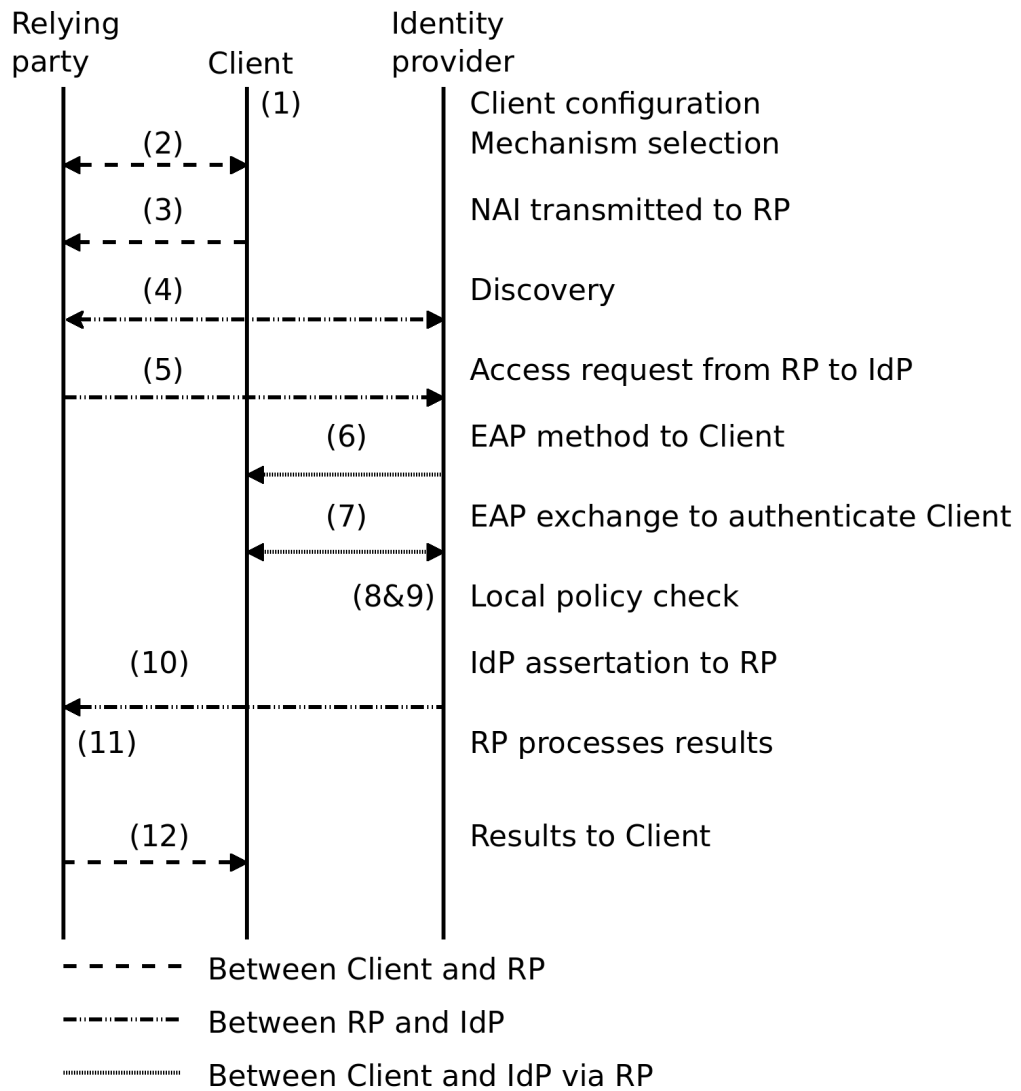 Relying
party
Client
Identity
provider
(1)
Client configuration
(2)
Mechanism selection
(3)
NAI transmitted to RP
(4)
Discovery
(5)
Access request from RP to IdP
(6)
EAP method to Client
(7)
EAP exchange to authenticate Client
(8&9)
Local policy check
(10)
IdP assertation to RP
(11)
RP processes results
(12)
Results to Client
Between Client and RP
Between RP and IdP
Between Client and IdP via RP